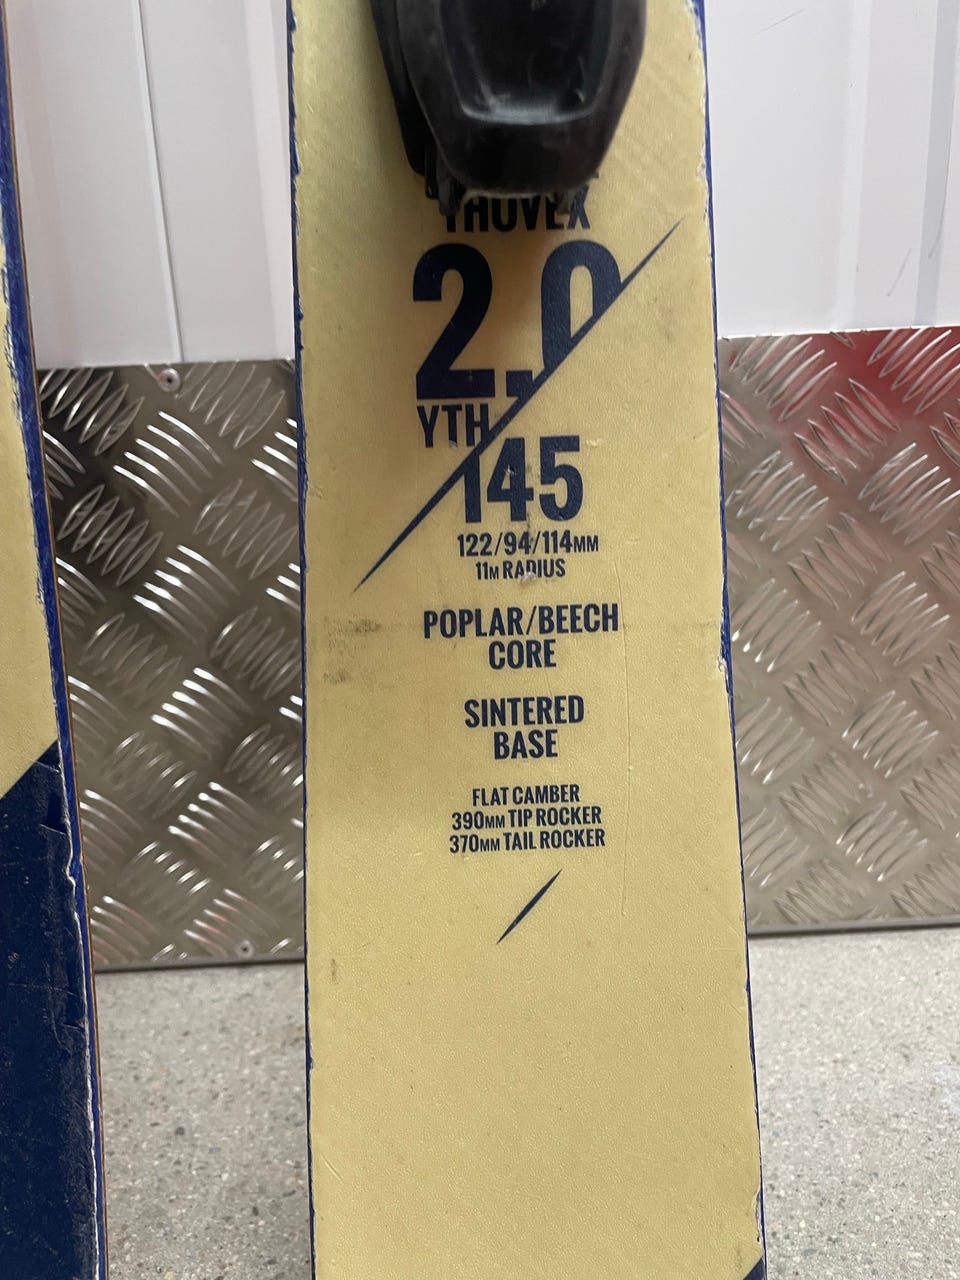 THOVEX
2.0
YTH
145
122/94/114MM
11M RADIUS
POPLAR/BEECH
CORE
SINTERED
BASE
FLAT CAMBER
390MM TIP ROCKER
370MM TAIL ROCKER